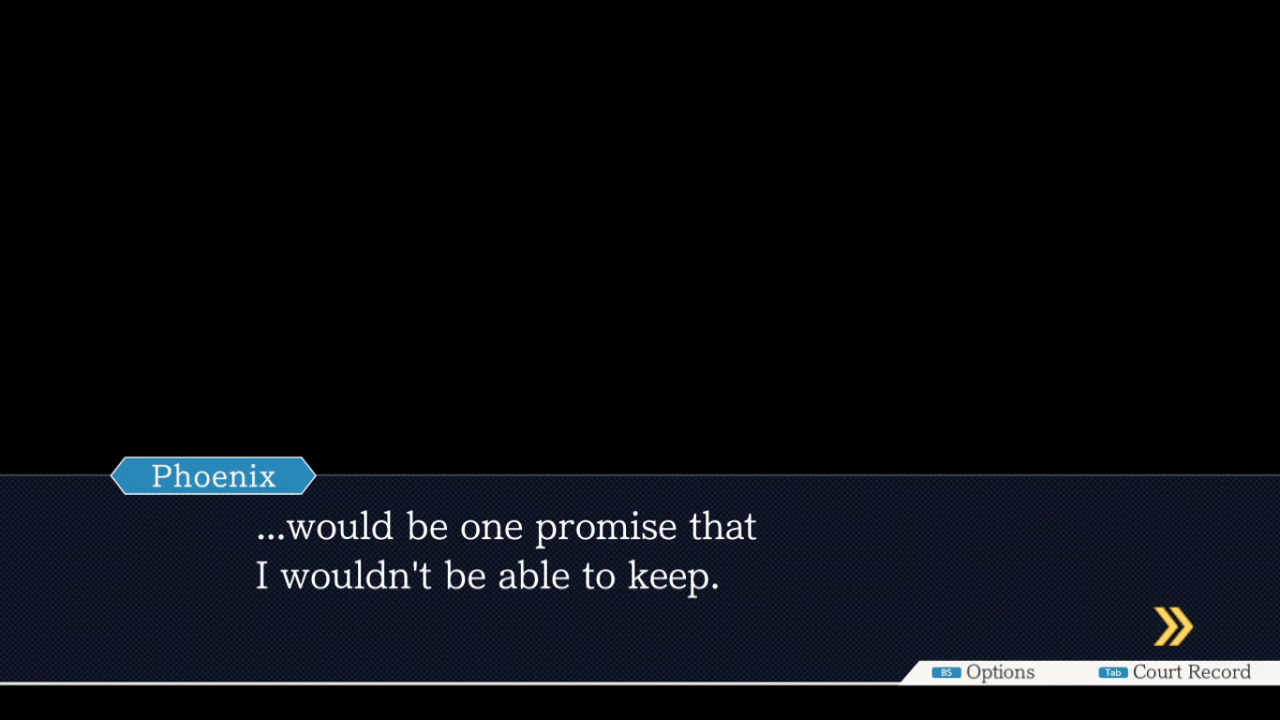 Phoenix
...would be one promise that
I wouldn't be able to keep.
BS Options Tab Court Record